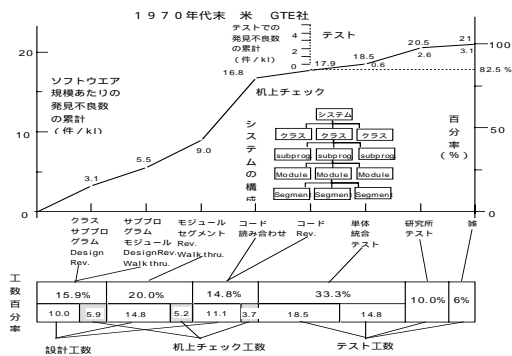 1970年代末 米 GTE社
テストでの
発見不良数
の累計
(件/kl)
4
2
0
テスト
20
10
0
ソフトウエア
規模あたりの
発見不良数
の累計
(件/kl)
3.1
5.5
9.0
16.8
17.9
18.5
0.6
20.5
2.6
21
3.1
100
82.5%
50
0
百分率(%)
机上チェック
システムの構成
システム
クラス クラス クラス
subprog. subprog. subprog.
Module Module Module
Segment Segment Segment
クラス
サブプロ
グラム
Design
Rev.
サブプロ
グラム
モジュール
DesignRev.
Walkthru.
モジュール
セグメント
Rev.
Walkthru.
コード
読み合わせ
コード
Rev.
単体
統合
テスト
研究所
テスト
雑
工数百分率
15.9% 20.0% 14.8% 33.3% 10.0% 6%
10.0 5.9 14.8 5.2 11.1 3.7 18.5 14.8
設計工数 机上チェック工数 テスト工数